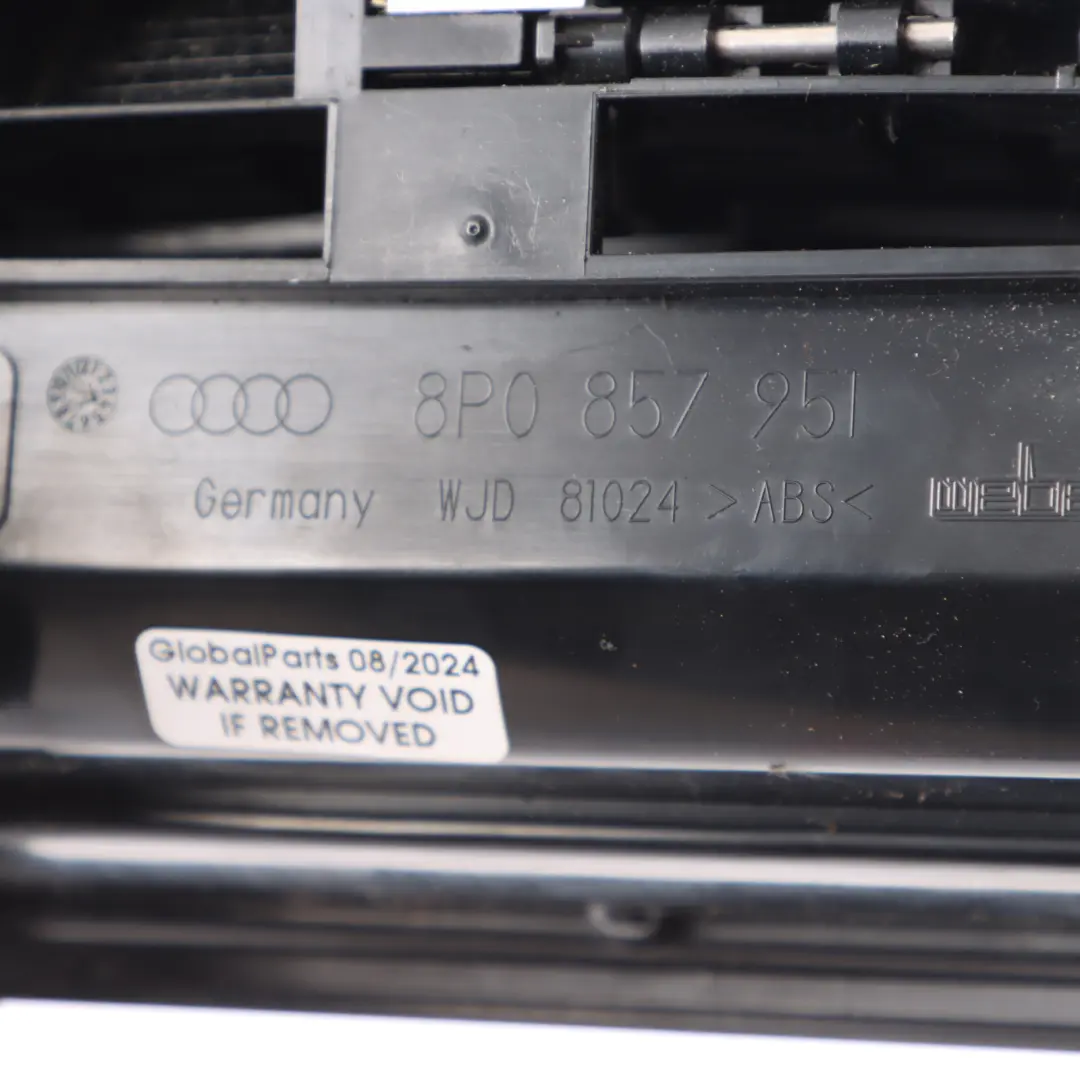 8P0 857 951
Germany WJD 81024 >ABS<
GlobalParts 08/2024
WARRANTY VOID
IF REMOVED